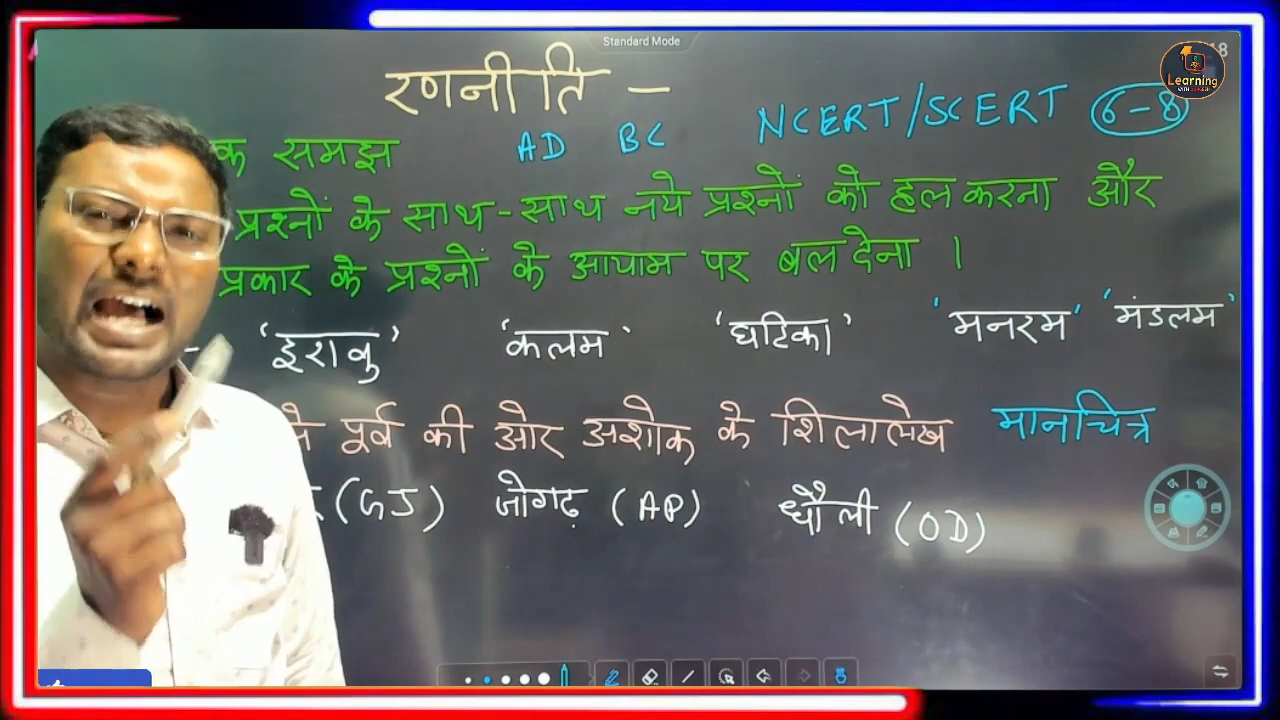 Standard Mode
18
Learning
रणनीति –
AD BC NCERT/SCERT 6-8
क समझ
प्रश्नों के साथ-साथ नये प्रश्नों को हल करना और
प्रकार के प्रश्नों के आयाम पर बल देना ।
– 'इरावु' 'कलम' 'घटिका' 'मनरम' 'मंडलम'
से पूर्व की ओर अशोक के शिलालेख मानचित्र
(GJ) जोगढ़ (AP) धौली (OD)